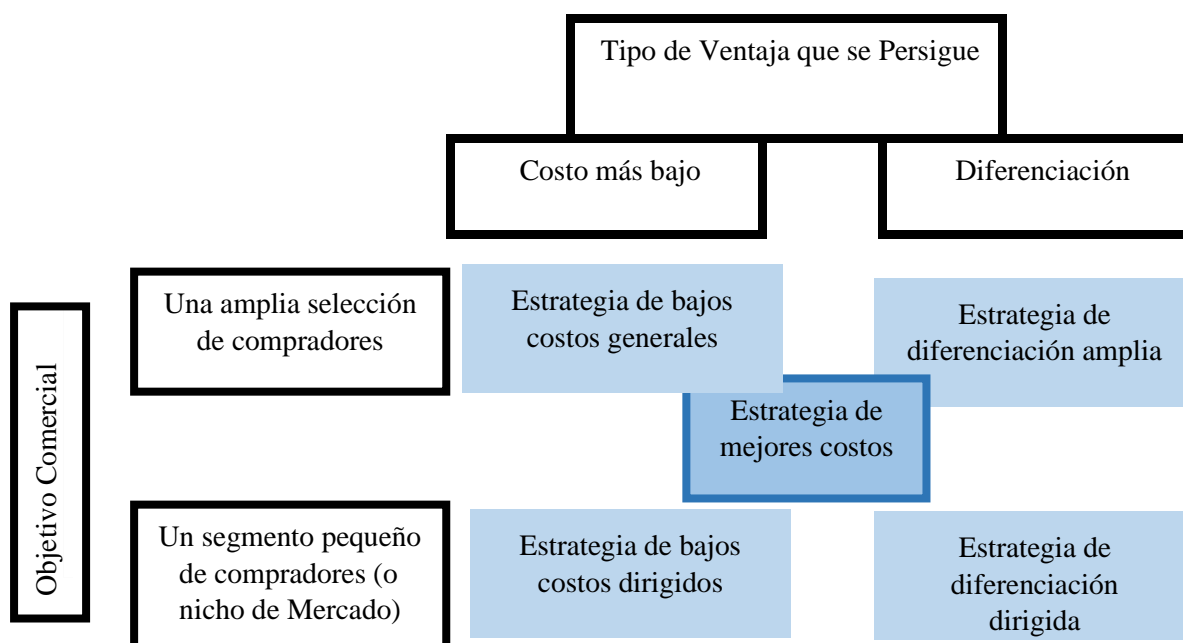 Tipo de Ventaja que se Persigue
Costo más bajo
Diferenciación
Objetivo Comercial
Una amplia selección
de compradores
Estrategia de bajos
costos generales
Estrategia de
diferenciación amplia
Estrategia de
mejores costos
Un segmento pequeño
de compradores (o
nicho de Mercado)
Estrategia de bajos
costos dirigidos
Estrategia de
diferenciación
dirigida